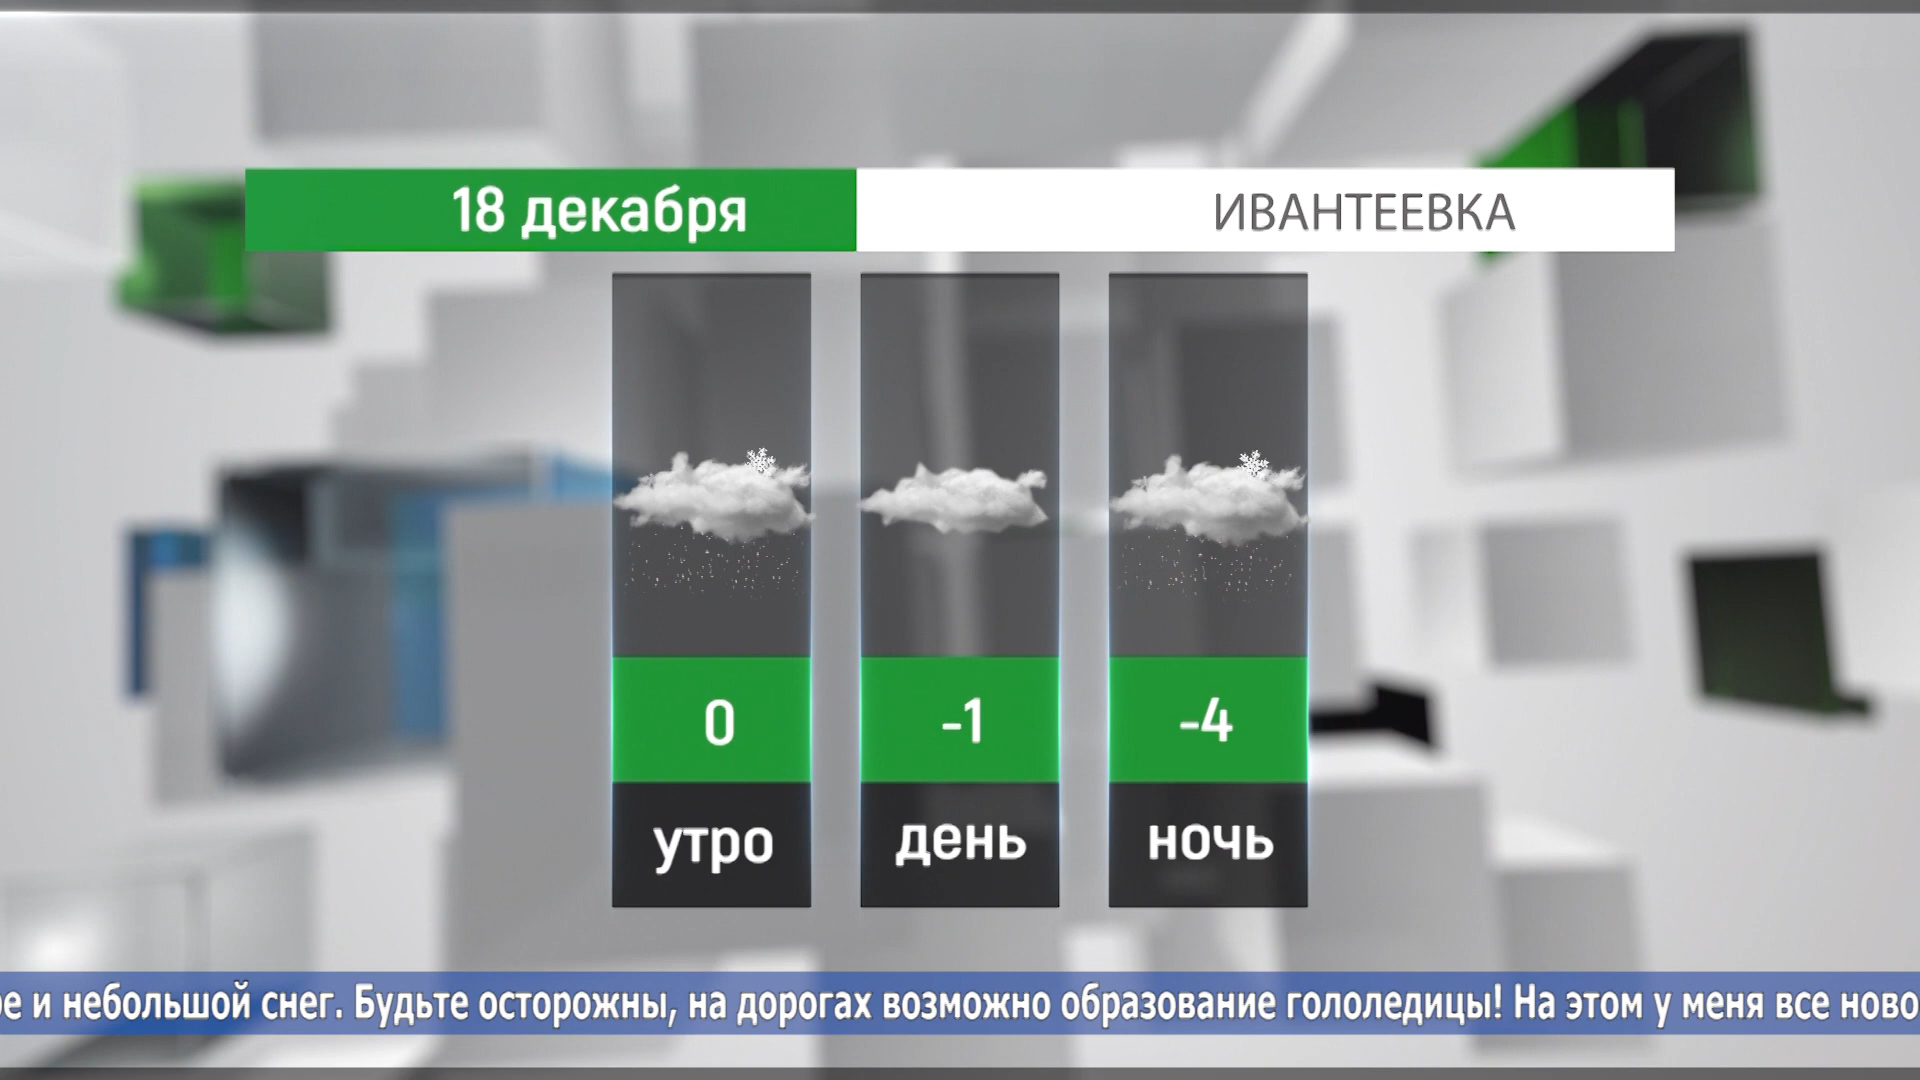 18 декабря
ИВАНТЕЕВКА
0
-1
-4
утро
день
ночь
и небольшой снег. Будьте осторожны, на дорогах возможно образование гололедицы! На этом у меня все